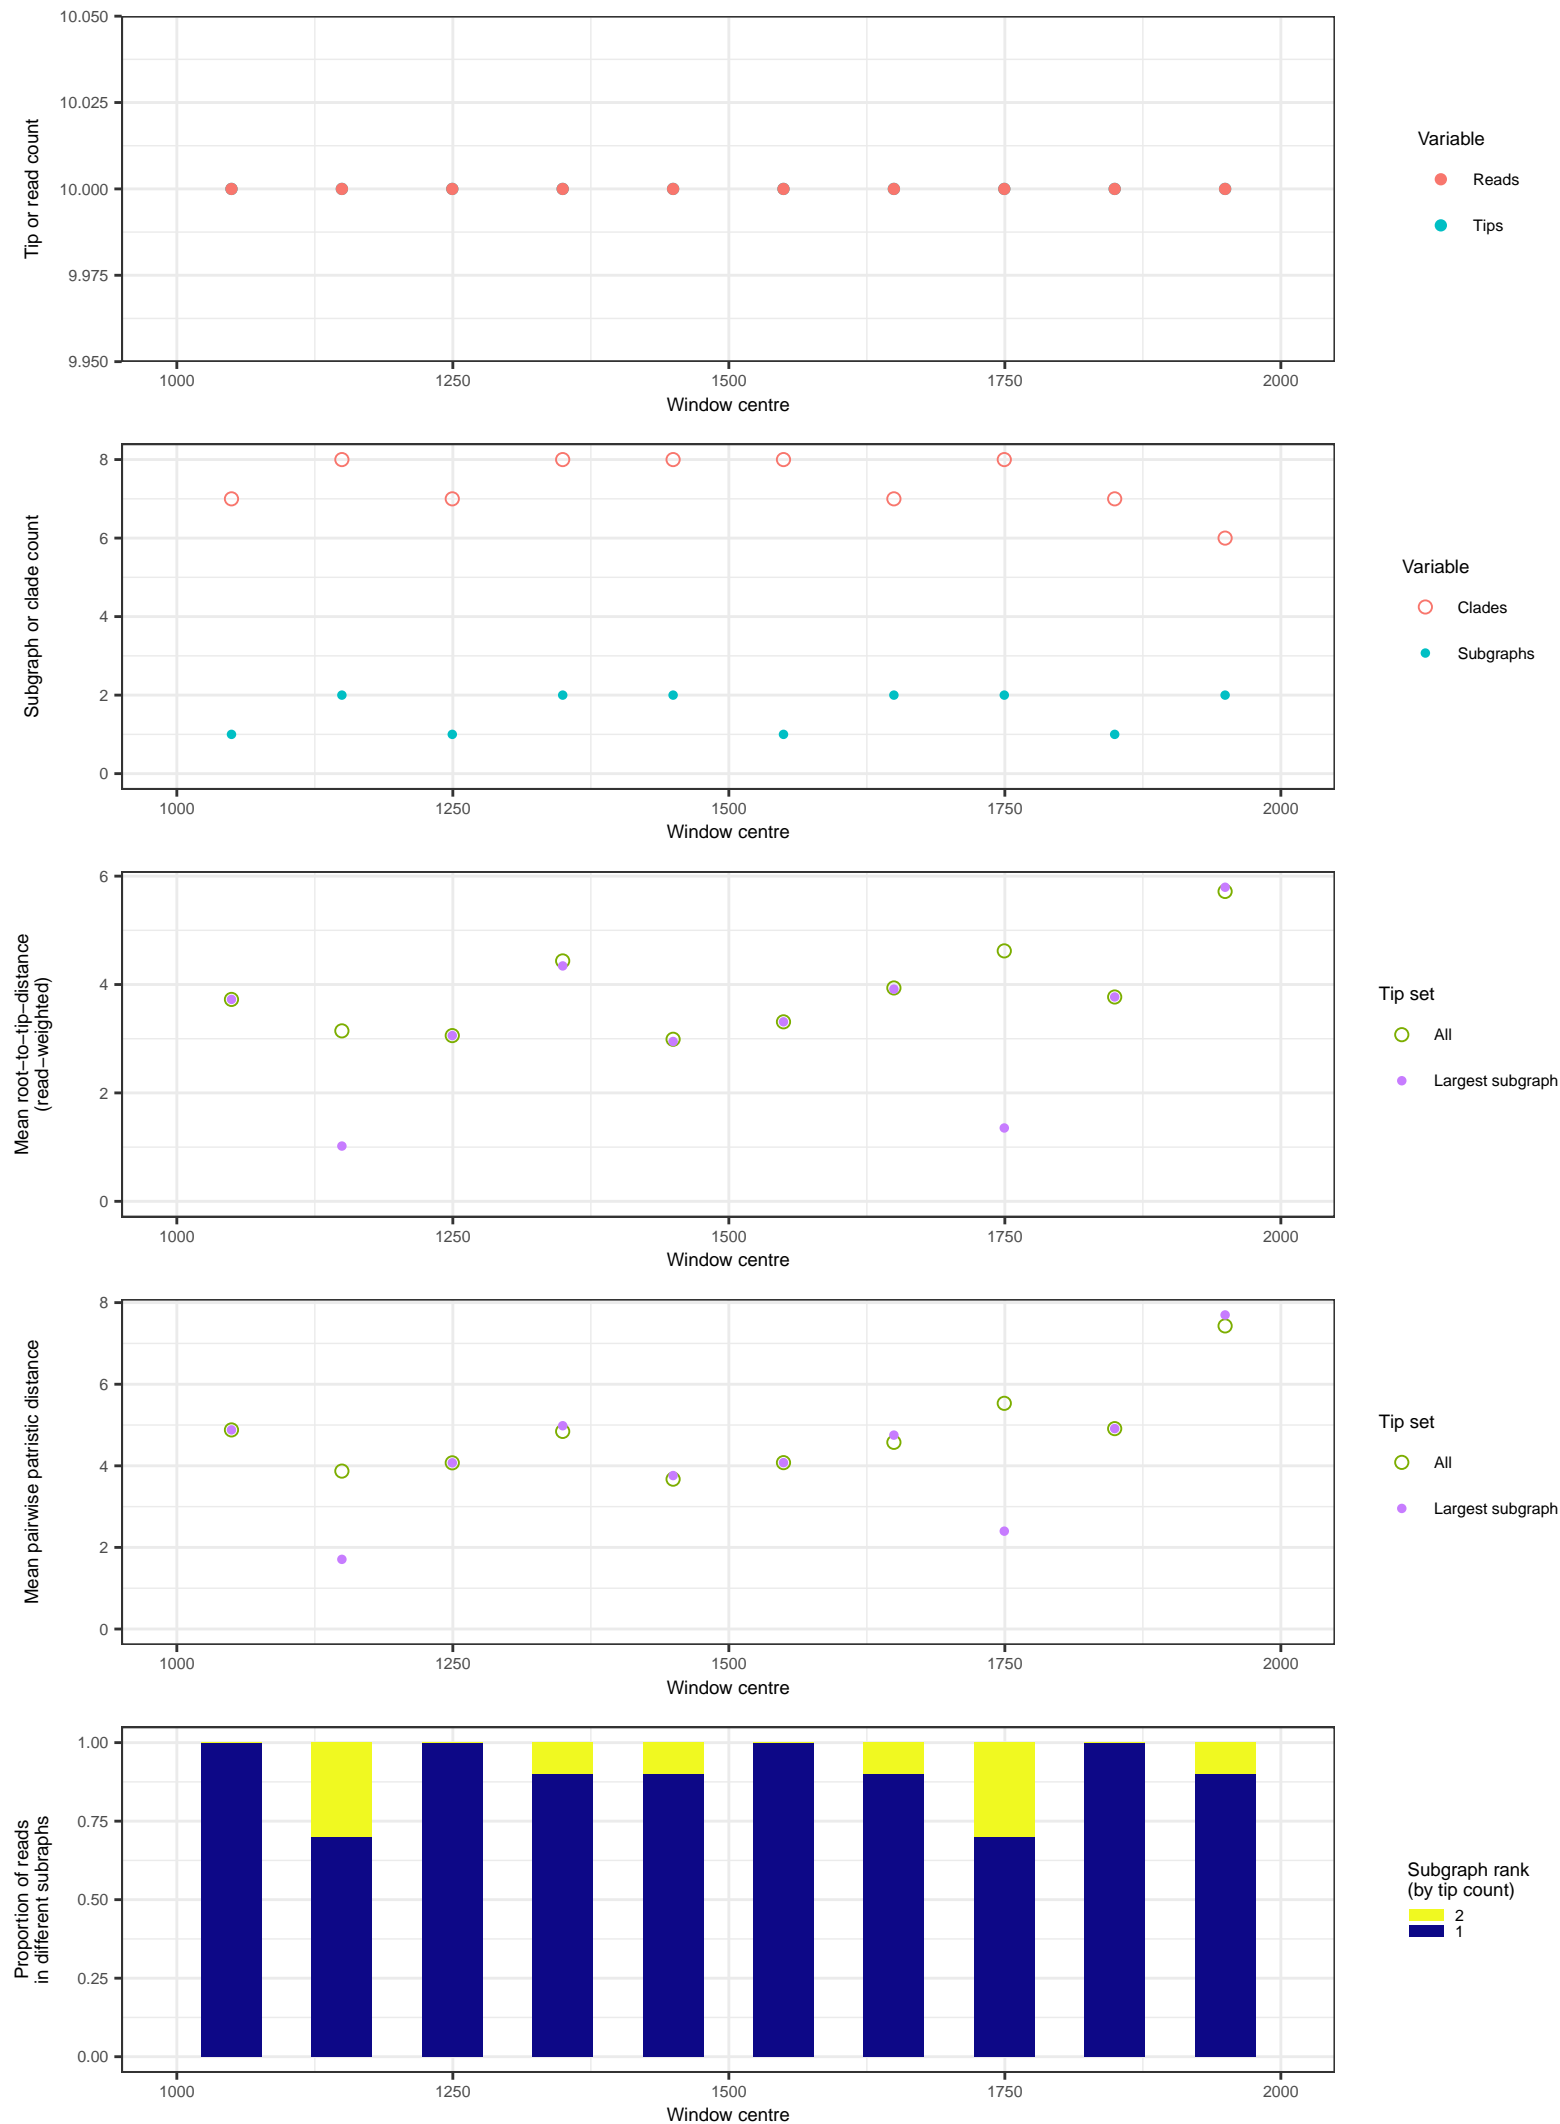 10.050
10.025
10.000
9.975
9.950
Tip or read count
1000 1250 1500 1750 2000
Window centre
Variable
Reads
Tips
8
6
4
2
0
Subgraph or clade count
1000 1250 1500 1750 2000
Window centre
Variable
Clades
Subgraphs
6
4
2
0
Mean root−to−tip−distance
(read−weighted)
1000 1250 1500 1750 2000
Window centre
Tip set
All
Largest subgraph
8
6
4
2
0
Mean pairwise patristic distance
1000 1250 1500 1750 2000
Window centre
Tip set
All
Largest subgraph
1.00
0.75
0.50
0.25
0.00
Proportion of reads
in different subraphs
1000 1250 1500 1750 2000
Window centre
Subgraph rank
(by tip count)
2
1